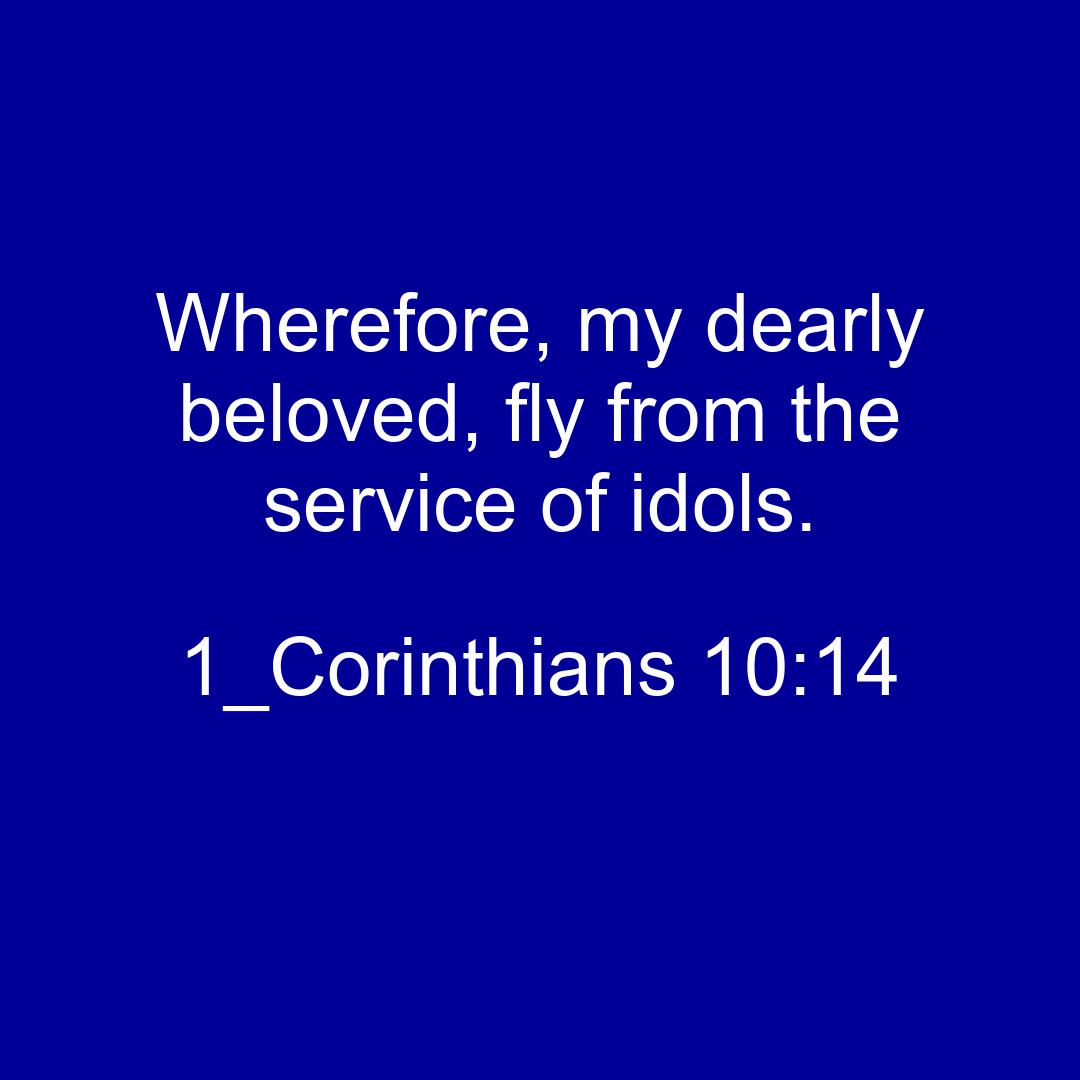 Wherefore, my dearly
beloved, fly from the
service of idols.
1_Corinthians 10:14